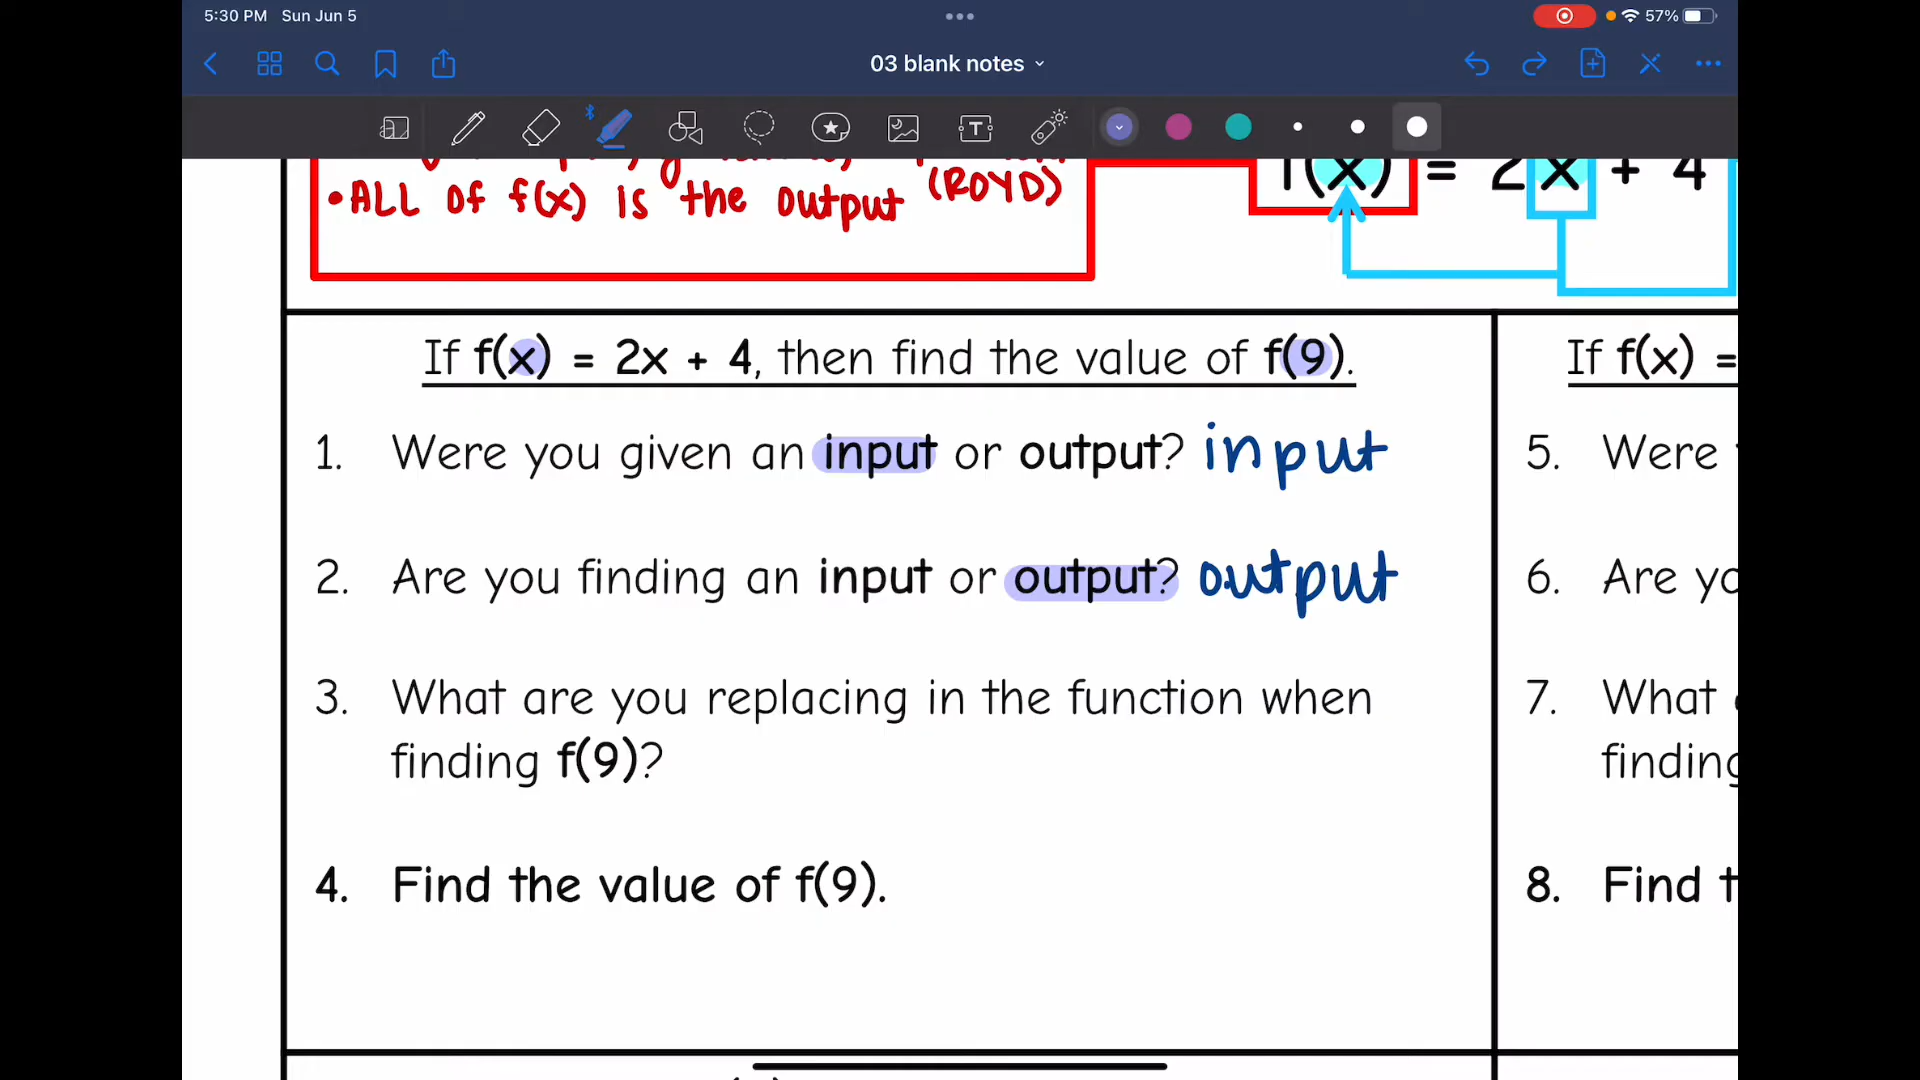 5:30 PM Sun Jun 5
57%
03 blank notes
T
• ALL of f(x) is the output (ROYD)
f(x) = 2x + 4
If f(x) = 2x + 4, then find the value of f(9).
If f(x) =
1. Were you given an input or output? input
5. Were
2. Are you finding an input or output? output
6. Are yo
3. What are you replacing in the function when
finding f(9)?
7. What
finding
4. Find the value of f(9).
8. Find t